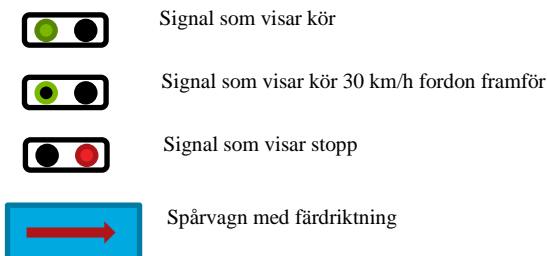 Signal som visar kör
Signal som visar kör 30 km/h fordon framför
Signal som visar stopp
Spårvagn med färdriktning